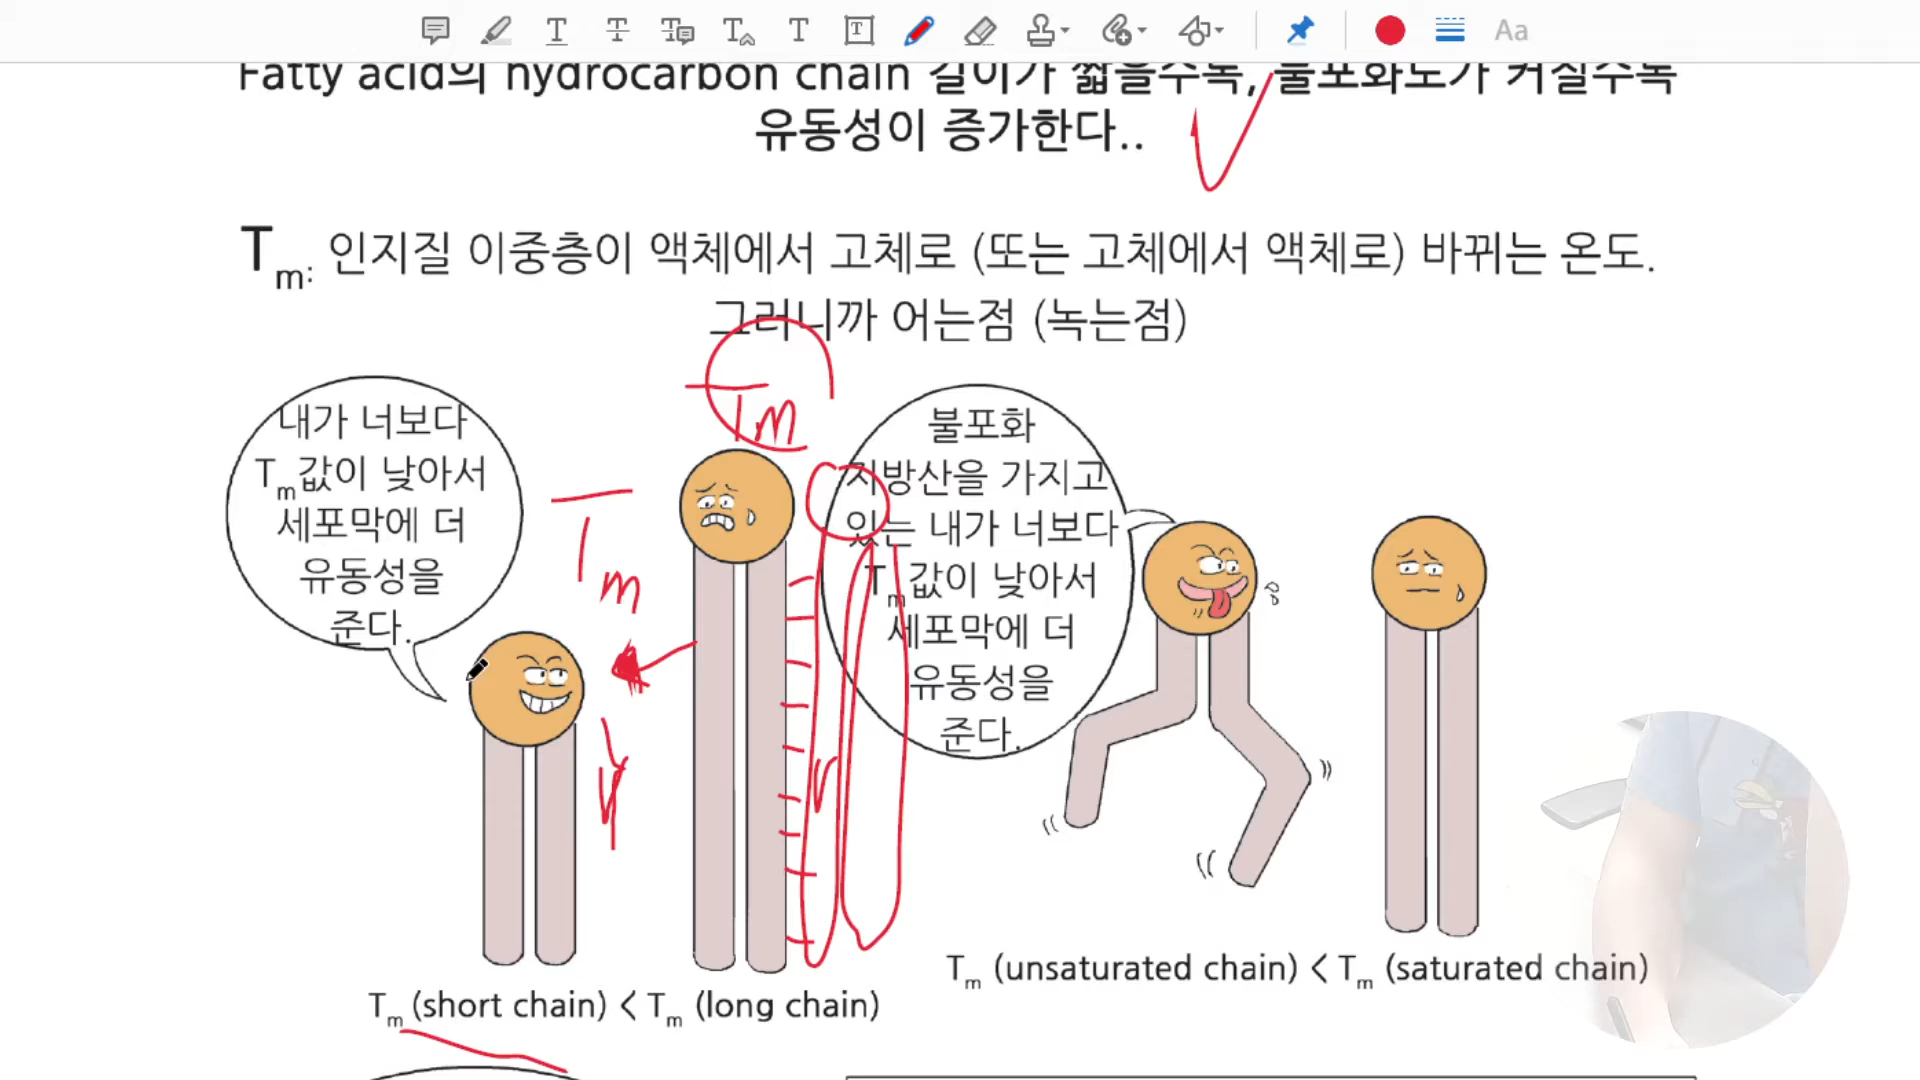 Fatty acid의 hydrocarbon chain 길이가 짧을수록, 불포화도가 커질수록
유동성이 증가한다..
Tm: 인지질 이중층이 액체에서 고체로 (또는 고체에서 액체로) 바뀌는 온도.
그러니까 어는점 (녹는점)
Tm
내가 너보다
Tm값이 낮아서
세포막에 더
유동성을
준다.
Tm
불포화
지방산을 가지고
있는 내가 너보다
Tm값이 낮아서
세포막에 더
유동성을
준다.
Tm (unsaturated chain) < Tm (saturated chain)
Tm (short chain) < Tm (long chain)
Aa